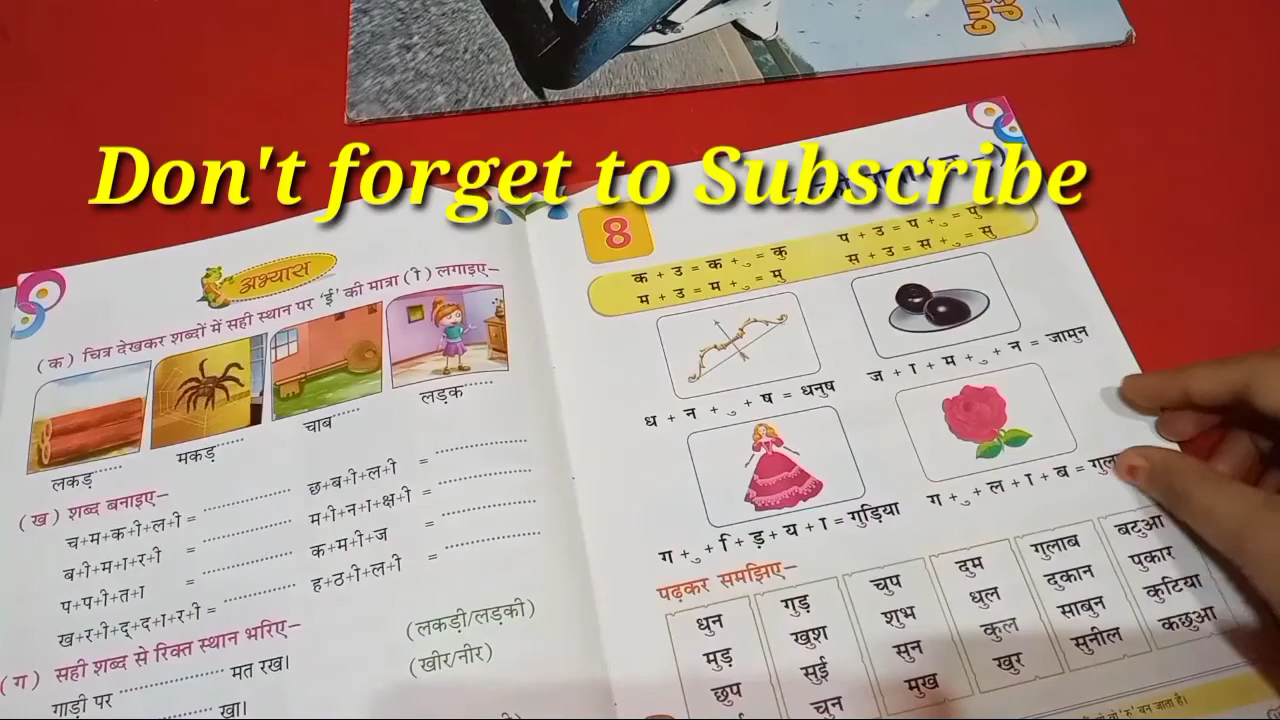 Don't forget to Subscribe
अभ्यास
(क) चित्र देखकर शब्दों में सही स्थान पर 'ई' की मात्रा (ी) लगाइए–
लकड़......
मकड़......
चाब......
लड़क......
(ख) शब्द बनाइए–
च+म+क+ी+ल+ी = ............
छ+ब+ी+ल+ी = ............
ब+ी+म+ा+र+ी = ............
म+ी+न+ा+क्ष+ी = ............
प+प+ी+त+ा = ............
क+म+ी+ज = ............
ख+र+ी+द्+द+ा+र+ी = ............
ह+ठ+ी+ल+ी = ............
(ग) सही शब्द से रिक्त स्थान भरिए–
गाड़ी पर ............ मत रख। (लकड़ी/लड़की)
............ खा। (खीर/नीर)
8
क + उ = क + ु = कु
प + उ = प + ु = पु
म + उ = म + ु = मु
स + उ = स + ु = सु
ध + न + ु + ष = धनुष
ज + ा + म + ु + न = जामुन
ग + ु + ि + ड़ + य + ा = गुड़िया
ग + ु + ल + ा + ब =
पढ़कर समझिए–
धुन गुड़ चुप दुम गुलाब बटुआ
मुड़ खुश शुभ धुल दुकान पुकार
छुप सुई सुन कुल साबुन कुटिया
चुन मुख खुर सुनील कछुआ
बन जाता है।